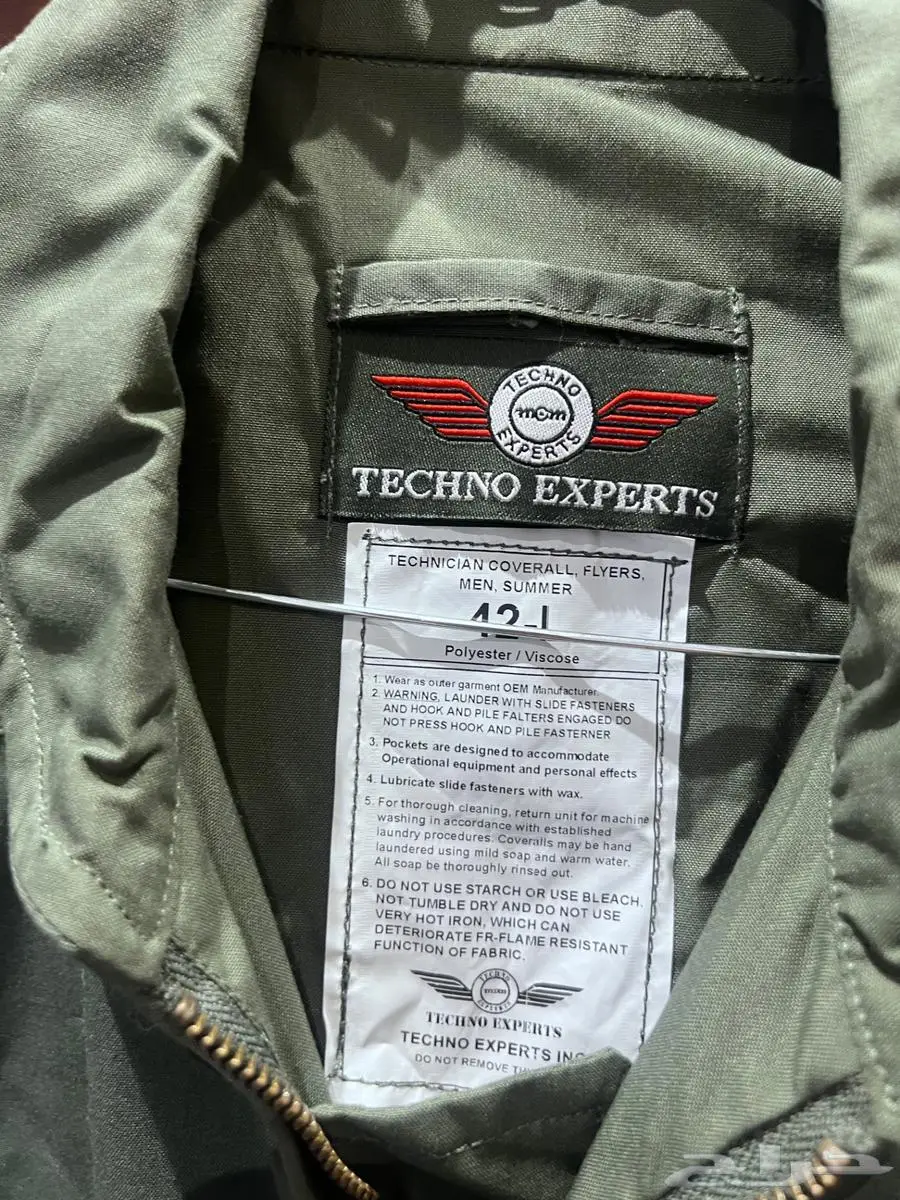 TECHNO
mcm
EXPERTS
TECHNO EXPERTS
TECHNICIAN COVERALL, FLYERS,
MEN, SUMMER
42-L
Polyester / Viscose
1. Wear as outer garment OEM Manufacturer.
2. WARNING, LAUNDER WITH SLIDE FASTENERS
AND HOOK AND PILE FALTERS ENGAGED DO
NOT PRESS HOOK AND PILE FASTERNER
3. Pockets are designed to accommodate
Operational equipment and personal effects
4. Lubricate slide fasteners with wax.
5. For thorough cleaning, return unit for machine
washing in accordance with established
laundry procedures. Coveralls may be hand
laundered using mild soap and warm water.
All soap be thoroughly rinsed out.
6. DO NOT USE STARCH OR USE BLEACH.
NOT TUMBLE DRY AND DO NOT USE
VERY HOT IRON, WHICH CAN
DETERIORATE FR-FLAME RESISTANT
FUNCTION OF FABRIC.
TECHNO
EXPERTS
TECHNO EXPERTS
TECHNO EXPERTS INC
DO NOT REMOVE
حراج